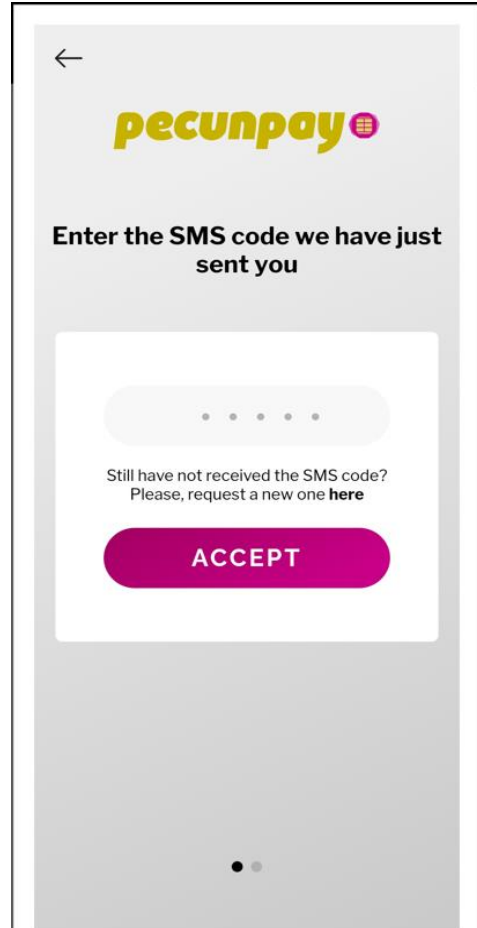 pecunpay
Enter the SMS code we have just
sent you
Still have not received the SMS code?
Please, request a new one here
ACCEPT